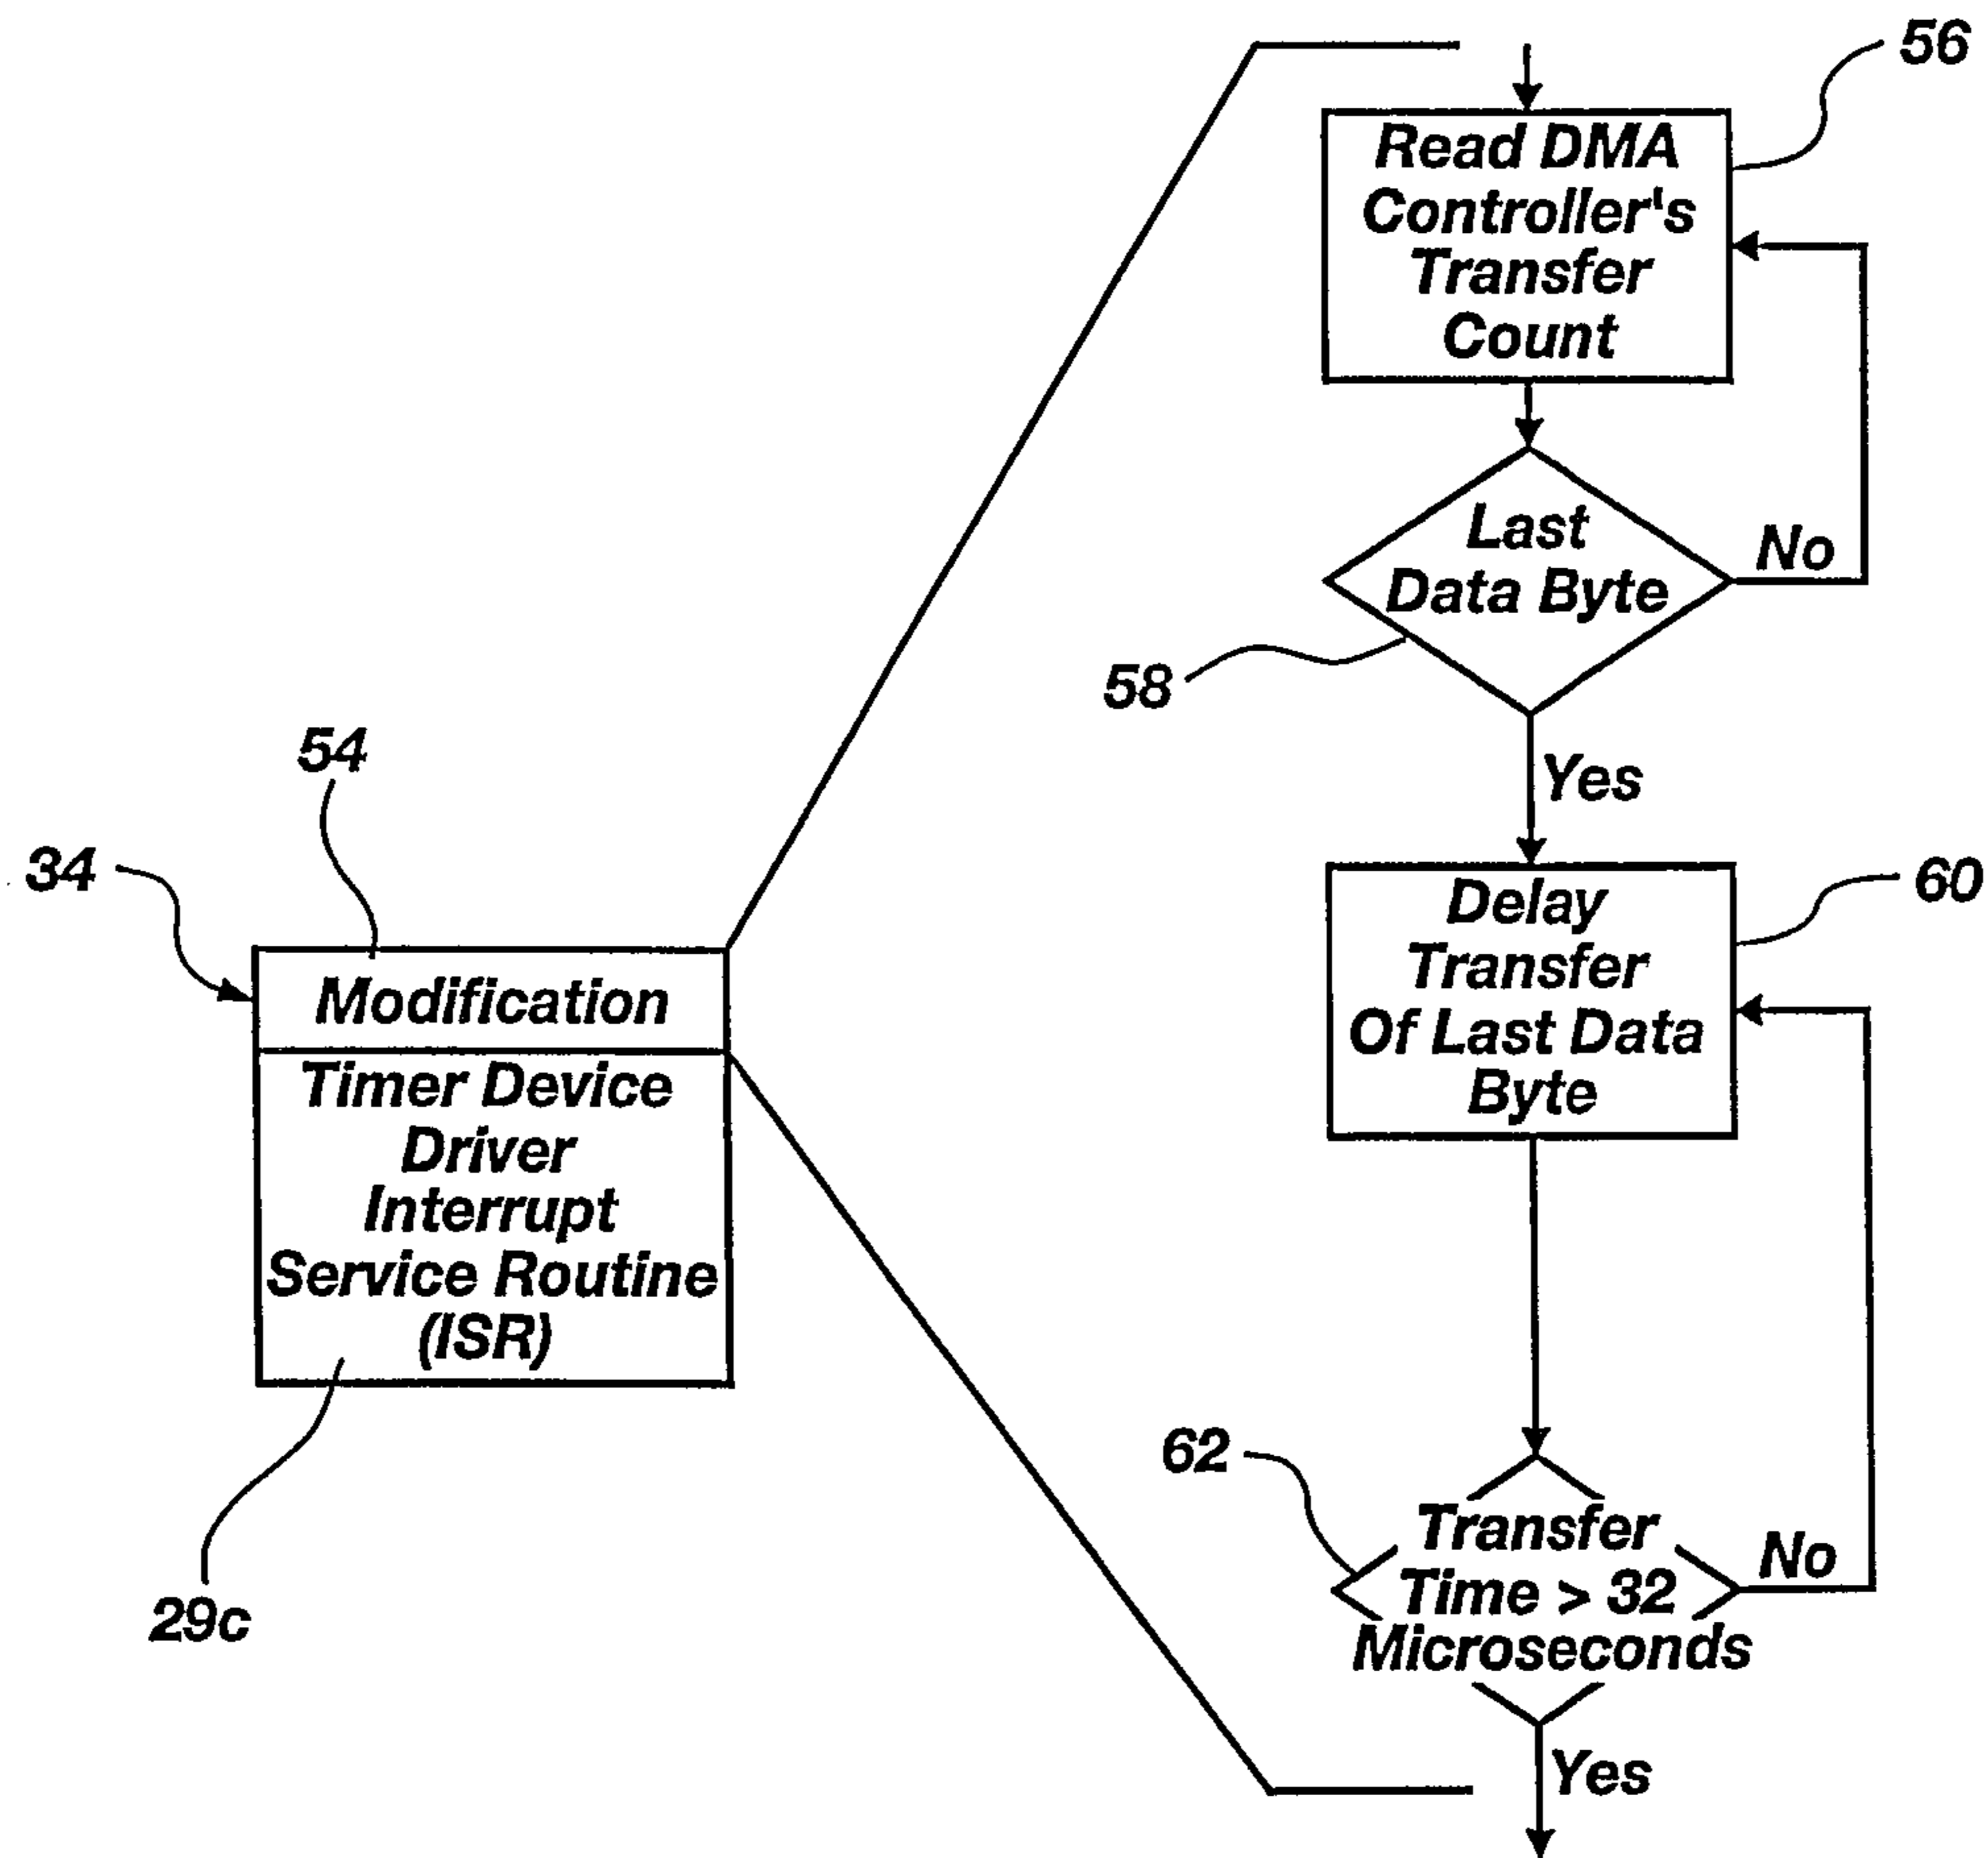 56
Read DMA
Controller's
Transfer
Count
Last
Data Byte
No
58
Yes
54
34
Modification
Timer Device
Driver
Interrupt
Service Routine
(ISR)
29c
60
Delay
Transfer
Of Last Data
Byte
62
Transfer
Time > 32
Microseconds
No
Yes